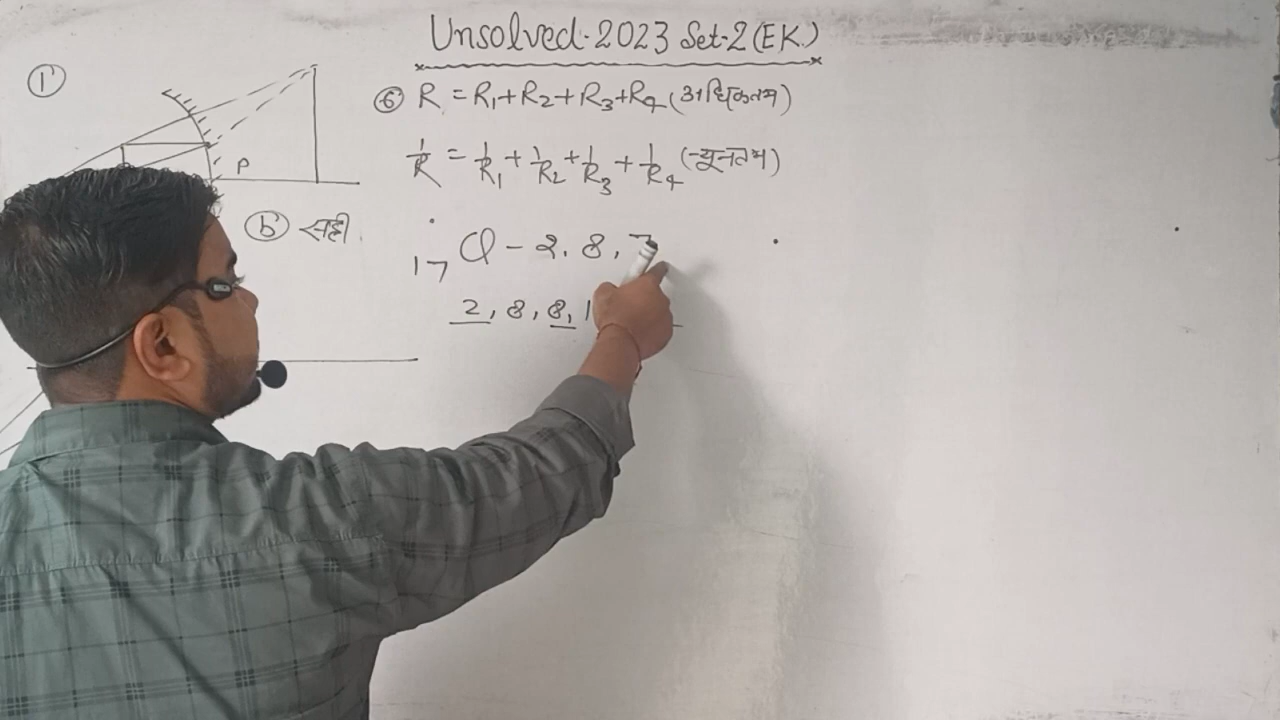 Unsolved-2023 Set-2(EK.)
①
P
⑥ R = R₁+R₂+R₃+R₄ (अधिकतम)
1/R = 1/R₁ + 1/R₂ + 1/R₃ + 1/R₄ (न्यूनतम)
b सही
17 Cl - 2, 8, 7
2, 8, 8, 1